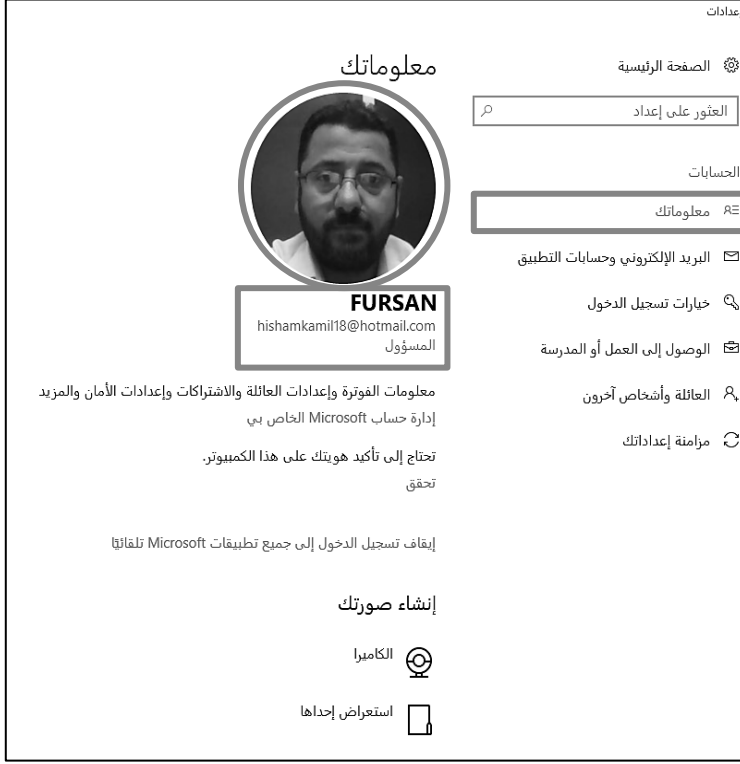 عدادات
الصفحة الرئيسية
العثور على إعداد
الحسابات
معلوماتك
البريد الإلكتروني وحسابات التطبيق
خيارات تسجيل الدخول
الوصول إلى العمل أو المدرسة
العائلة وأشخاص آخرون
مزامنة إعداداتك
معلوماتك
FURSAN
hishamkamil18@hotmail.com
المسؤول
معلومات الفوترة وإعدادات العائلة والاشتراكات وإعدادات الأمان والمزيد
إدارة حساب Microsoft الخاص بي
تحتاج إلى تأكيد هويتك على هذا الكمبيوتر.
تحقق
إيقاف تسجيل الدخول إلى جميع تطبيقات Microsoft تلقائيًا
إنشاء صورتك
الكاميرا
استعراض إحداها